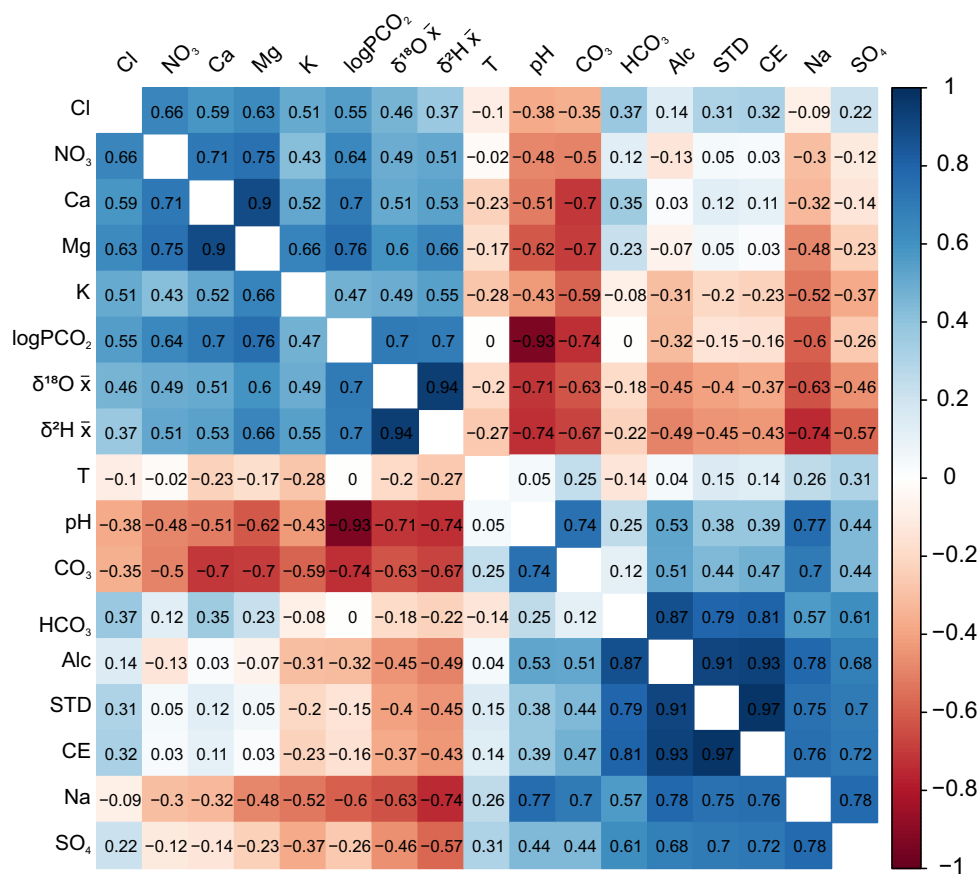 Cl NO₃ Ca Mg K logPCO₂ δ¹⁸O x̄ δ²H x̄ T pH CO₃ HCO₃ Alc STD CE Na SO₄
Cl 0.66 0.59 0.63 0.51 0.55 0.46 0.37 −0.1 −0.38 −0.35 0.37 0.14 0.31 0.32 −0.09 0.22
NO₃ 0.66 0.71 0.75 0.43 0.64 0.49 0.51 −0.02 −0.48 −0.5 0.12 −0.13 0.05 0.03 −0.3 −0.12
Ca 0.59 0.71 0.9 0.52 0.7 0.51 0.53 −0.23 −0.51 −0.7 0.35 0.03 0.12 0.11 −0.32 −0.14
Mg 0.63 0.75 0.9 0.66 0.76 0.6 0.66 −0.17 −0.62 −0.7 0.23 −0.07 0.05 0.03 −0.48 −0.23
K 0.51 0.43 0.52 0.66 0.47 0.49 0.55 −0.28 −0.43 −0.59 −0.08 −0.31 −0.2 −0.23 −0.52 −0.37
logPCO₂ 0.55 0.64 0.7 0.76 0.47 0.7 0.7 0 −0.93 −0.74 0 −0.32 −0.15 −0.16 −0.6 −0.26
δ¹⁸O x̄ 0.46 0.49 0.51 0.6 0.49 0.7 0.94 −0.2 −0.71 −0.63 −0.18 −0.45 −0.4 −0.37 −0.63 −0.46
δ²H x̄ 0.37 0.51 0.53 0.66 0.55 0.7 0.94 −0.27 −0.74 −0.67 −0.22 −0.49 −0.45 −0.43 −0.74 −0.57
T −0.1 −0.02 −0.23 −0.17 −0.28 0 −0.2 −0.27 0.05 0.25 −0.14 0.04 0.15 0.14 0.26 0.31
pH −0.38 −0.48 −0.51 −0.62 −0.43 −0.93 −0.71 −0.74 0.05 0.74 0.25 0.53 0.38 0.39 0.77 0.44
CO₃ −0.35 −0.5 −0.7 −0.7 −0.59 −0.74 −0.63 −0.67 0.25 0.74 0.12 0.51 0.44 0.47 0.7 0.44
HCO₃ 0.37 0.12 0.35 0.23 −0.08 0 −0.18 −0.22 −0.14 0.25 0.12 0.87 0.79 0.81 0.57 0.61
Alc 0.14 −0.13 0.03 −0.07 −0.31 −0.32 −0.45 −0.49 0.04 0.53 0.51 0.87 0.91 0.93 0.78 0.68
STD 0.31 0.05 0.12 0.05 −0.2 −0.15 −0.4 −0.45 0.15 0.38 0.44 0.79 0.91 0.97 0.75 0.7
CE 0.32 0.03 0.11 0.03 −0.23 −0.16 −0.37 −0.43 0.14 0.39 0.47 0.81 0.93 0.97 0.76 0.72
Na −0.09 −0.3 −0.32 −0.48 −0.52 −0.6 −0.63 −0.74 0.26 0.77 0.7 0.57 0.78 0.75 0.76 0.78
SO₄ 0.22 −0.12 −0.14 −0.23 −0.37 −0.26 −0.46 −0.57 0.31 0.44 0.44 0.61 0.68 0.7 0.72 0.78
1
0.8
0.6
0.4
0.2
0
−0.2
−0.4
−0.6
−0.8
−1